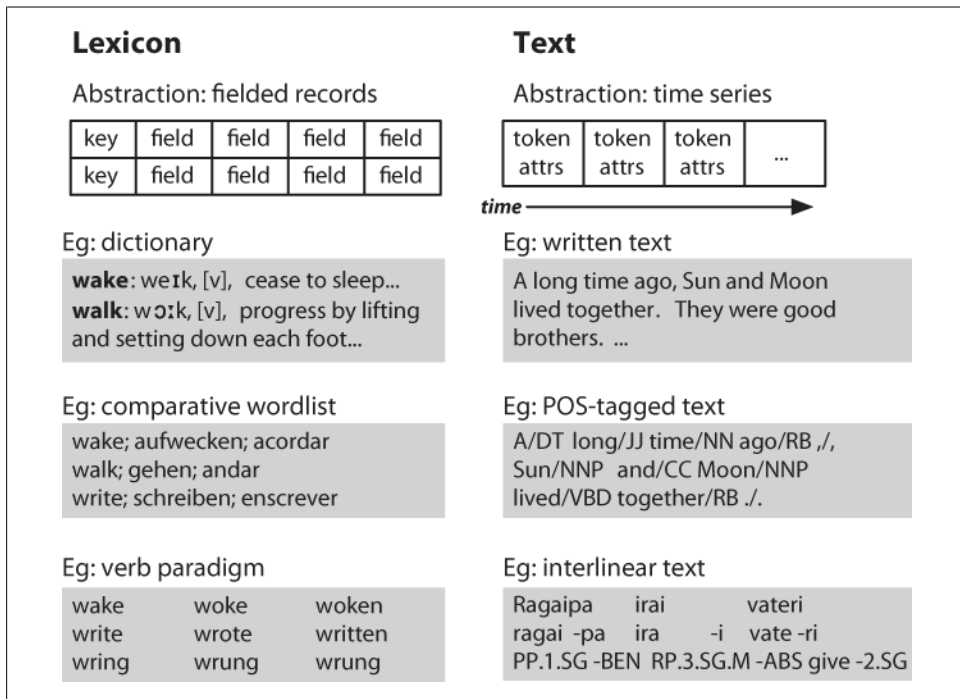 Lexicon
Abstraction: fielded records
key field field field field
key field field field field
Eg: dictionary
wake: weɪk, [v], cease to sleep...
walk: wɔɪk, [v], progress by lifting
and setting down each foot...
Eg: comparative wordlist
wake; aufwecken; acordar
walk; gehen; andar
write; schreiben; enscrever
Eg: verb paradigm
wake woke woken
write wrote written
wring wrung wrung
Text
Abstraction: time series
token token token ...
attrs attrs attrs
time
Eg: written text
A long time ago, Sun and Moon
lived together. They were good
brothers. ...
Eg: POS-tagged text
A/DT long/JJ time/NN ago/RB ,/,
Sun/NNP and/CC Moon/NNP
lived/VBD together/RB ./.
Eg: interlinear text
Ragaipa irai vateri
ragai -pa ira -i vate -ri
PP.1.SG -BEN RP.3.SG.M -ABS give -2.SG